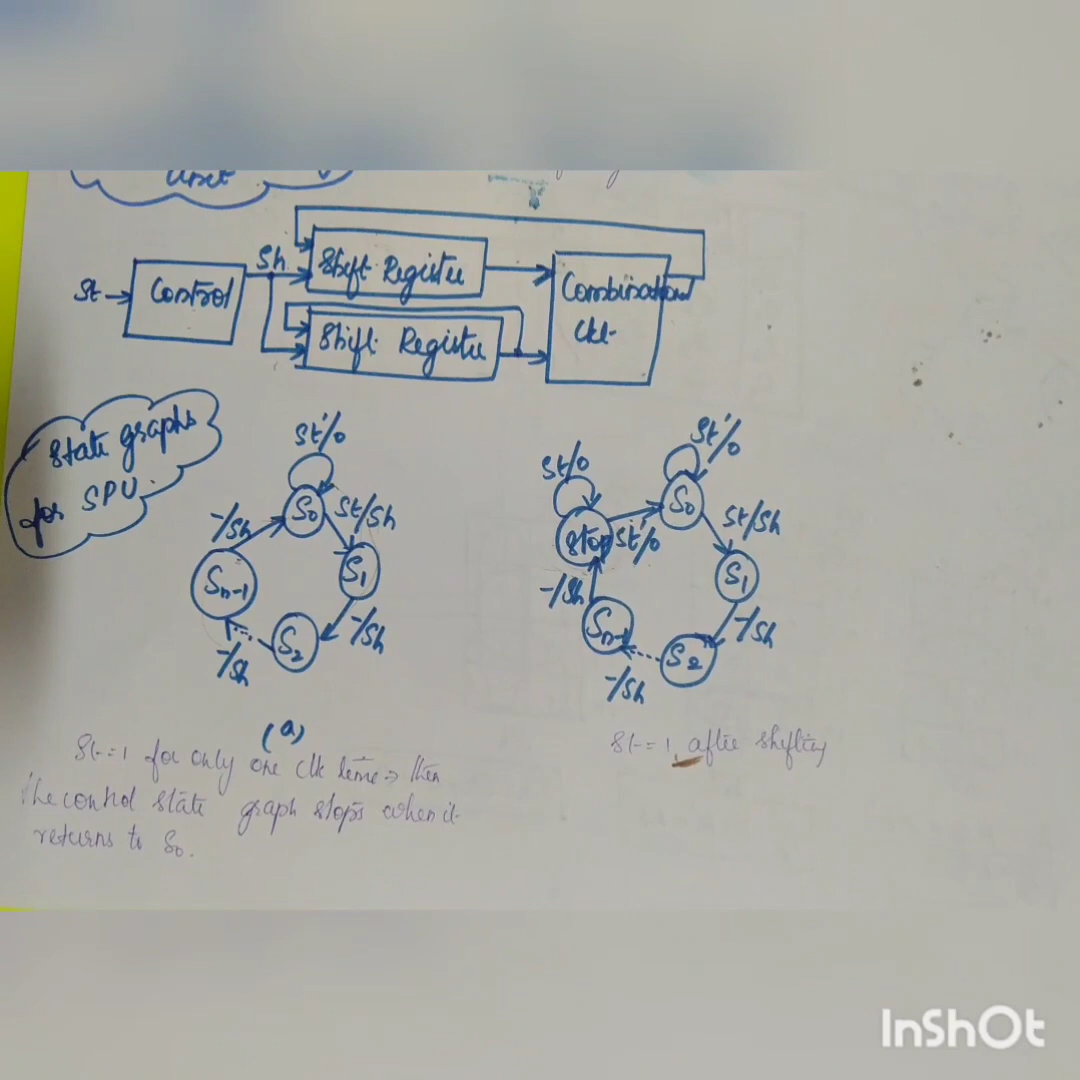 Unit
St
Control
Sh
Shift Register
Shift Register
Combinational
Ckt
State graphs
for SPU.
St'/0
S0
St/Sh
S1
-/Sh
S2
-/Sh
Sn-1
-/Sh
(a)
St=1 for only one clk time → then
The control state graph stops when it
returns to S0.
St/0
Stop
St'/0
St'/0
S0
St/Sh
S1
-/Sh
S2
-/Sh
Sn-1
-/Sh
St=1, after shifting
InShOt